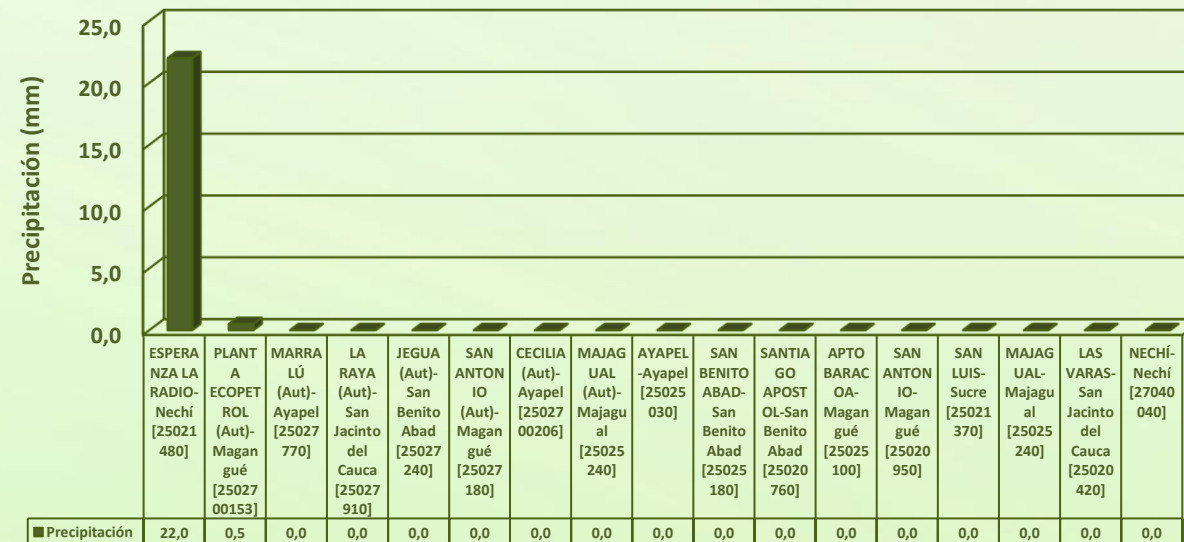 Precipitación (mm)
25,0
20,0
15,0
10,0
5,0
0,0
ESPERA
NZA LA
RADIO-
Nechí
[25021
480]
PLANT
A
ECOPET
ROL
(Aut)-
Magan
gué
[25027
00153]
MARRA
LÚ
(Aut)-
Ayapel
[25027
770]
LA
RAYA
(Aut)-
San
Jacinto
del
Cauca
[25027
910]
JEGUA
(Aut)-
San
Benito
Abad
[25027
240]
SAN
ANTON
IO
(Aut)-
Magan
gué
[25027
180]
CECILIA
(Aut)-
Ayapel
[25027
00206]
MAJAG
UAL
(Aut)-
Majagu
al
[25025
240]
AYAPEL
-Ayapel
[25025
030]
SAN
BENITO
ABAD-
San
Benito
Abad
[25025
180]
SANTIA
GO
APOST
OL-San
Benito
Abad
[25020
760]
APTO
BARAC
OA-
Magan
gué
[25025
100]
SAN
ANTON
IO-
Magan
gué
[25020
950]
SAN
LUIS-
Sucre
[25021
370]
MAJAG
UAL-
Majagu
al
[25025
240]
LAS
VARAS-
San
Jacinto
del
Cauca
[25020
420]
NECHÍ-
Nechí
[27040
040]
Precipitación 22,0 0,5 0,0 0,0 0,0 0,0 0,0 0,0 0,0 0,0 0,0 0,0 0,0 0,0 0,0 0,0 0,0